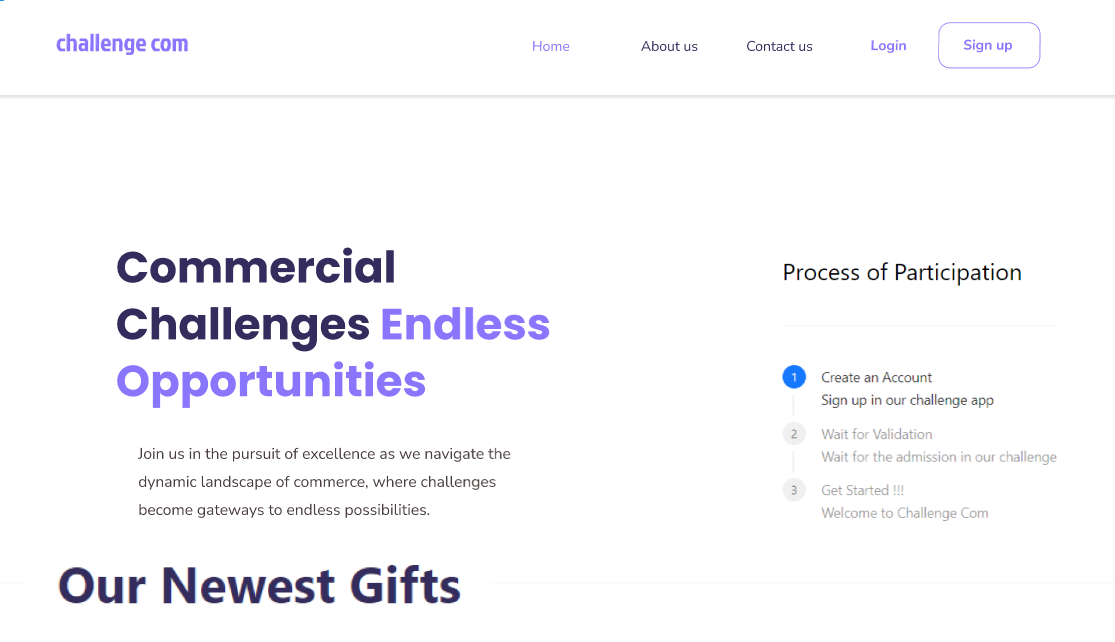 challenge com
Home
About us
Contact us
Login
Sign up
Commercial
Challenges Endless
Opportunities
Join us in the pursuit of excellence as we navigate the
dynamic landscape of commerce, where challenges
become gateways to endless possibilities.
Process of Participation
1
Create an Account
Sign up in our challenge app
2
Wait for Validation
Wait for the admission in our challenge
3
Get Started !!!
Welcome to Challenge Com
Our Newest Gifts